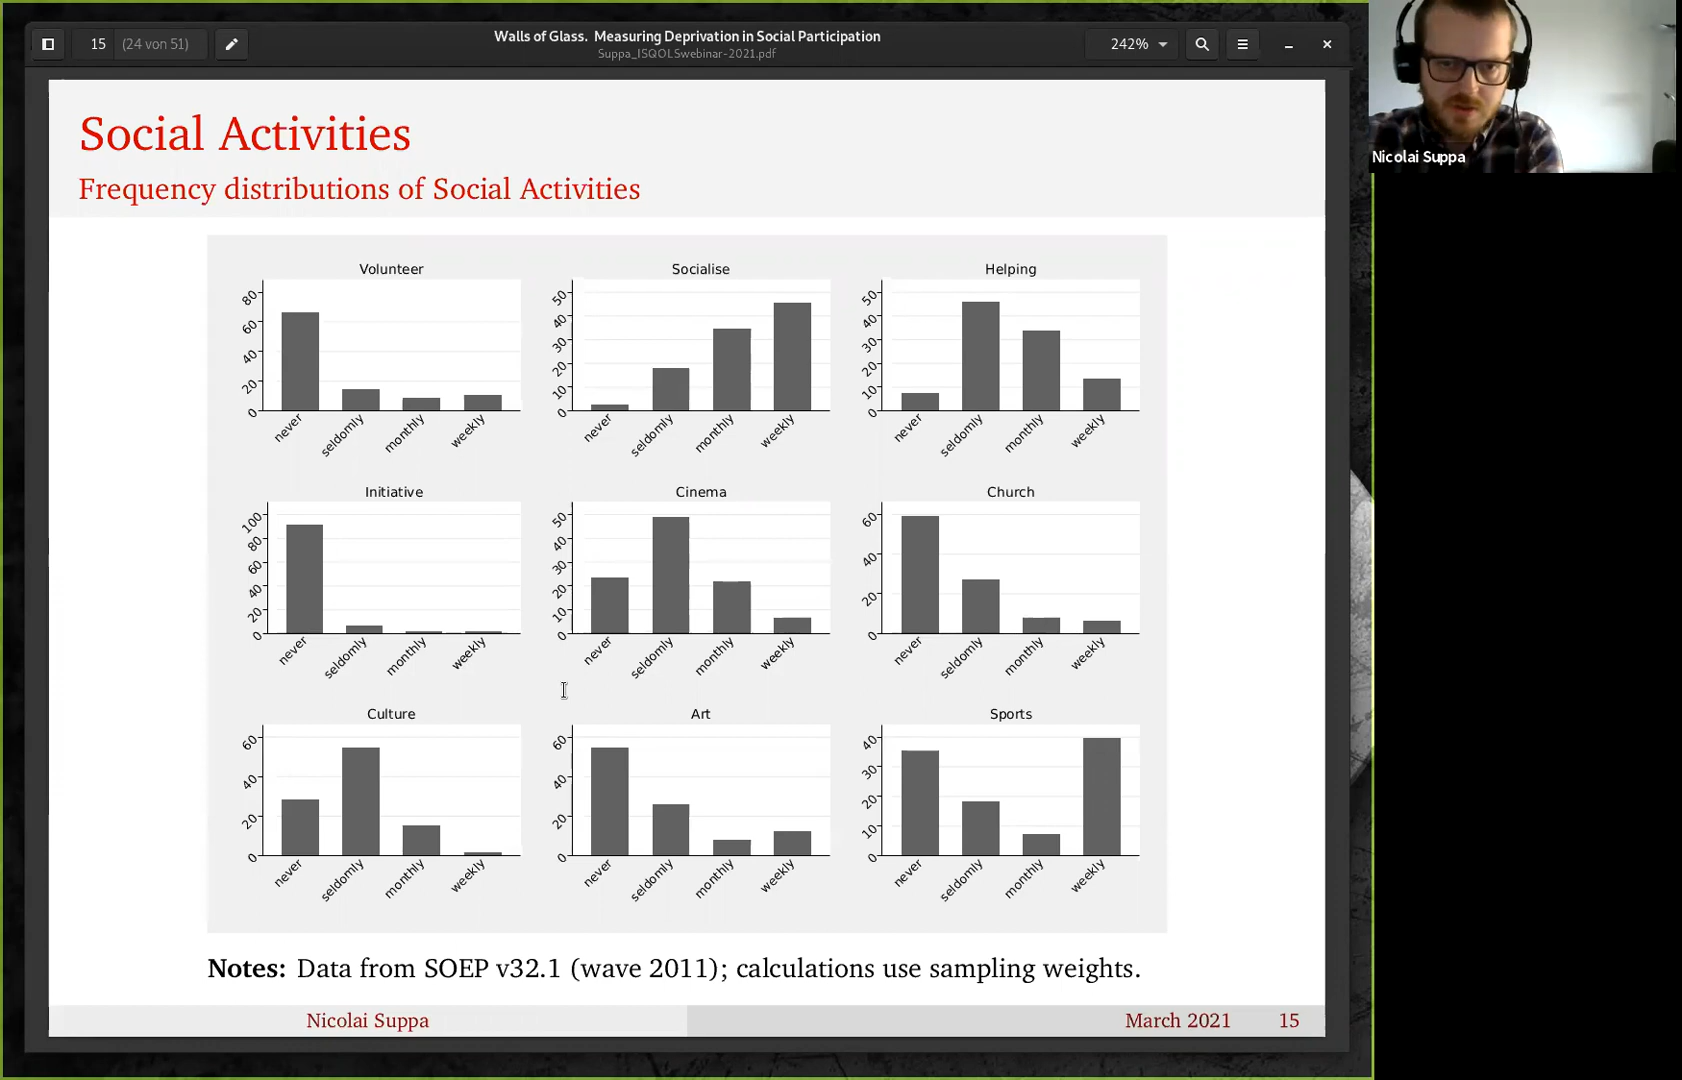 15 (24 von 51)
Walls of Glass. Measuring Deprivation in Social Participation
Suppa_ISQOLSwebinar-2021.pdf
242%
Nicolai Suppa
Social Activities
Frequency distributions of Social Activities
Volunteer
80
60
40
20
0
never seldomly monthly weekly
Socialise
50
40
30
20
10
0
never seldomly monthly weekly
Helping
50
40
30
20
10
0
never seldomly monthly weekly
Initiative
100
80
60
40
20
0
never seldomly monthly weekly
Cinema
50
40
30
20
10
0
never seldomly monthly weekly
Church
60
40
20
0
never seldomly monthly weekly
Culture
60
40
20
0
never seldomly monthly weekly
Art
60
40
20
0
never seldomly monthly weekly
Sports
40
30
20
10
0
never seldomly monthly weekly
Notes: Data from SOEP v32.1 (wave 2011); calculations use sampling weights.
Nicolai Suppa March 2021 15